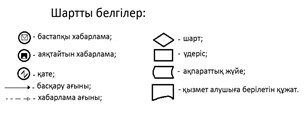 Шартты белгілер:
- бастапқы хабарлама;
- аяқтайтын хабарлама;
- қате;
- басқару ағыны;
- хабарлама ағыны;
- шарт;
- үдеріс;
- ақпараттық жүйе;
- қызмет алушыға берілетін құжат.